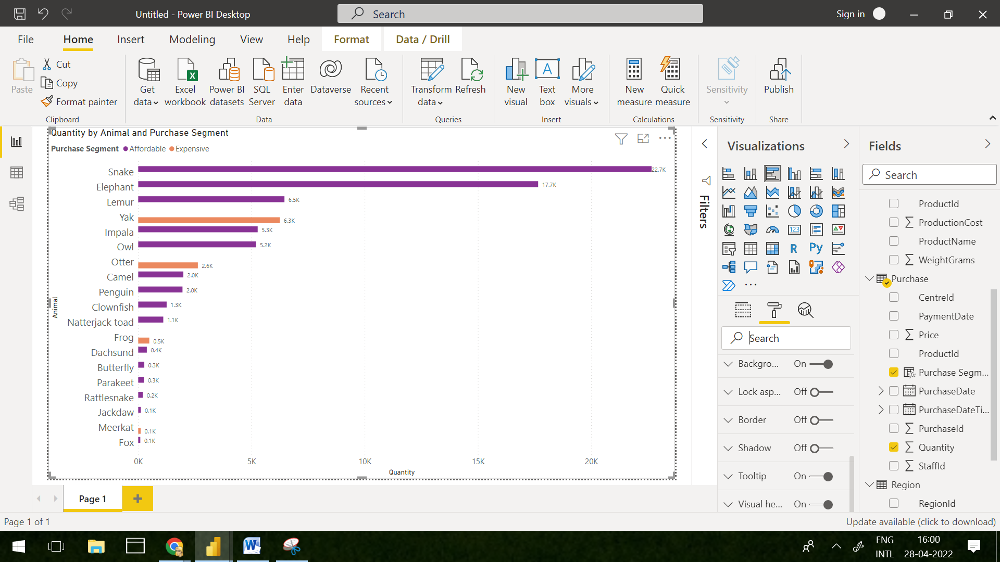 Untitled - Power BI Desktop
Search
Sign in
File
Home
Insert
Modeling
View
Help
Format
Data / Drill
Paste
Cut
Copy
Format painter
Clipboard
Get data
Excel workbook
Power BI datasets
SQL Server
Enter data
Dataverse
Recent sources
Data
Transform data
Refresh
Queries
New visual
Text box
A
More visuals
Insert
New measure
Quick measure
Calculations
Sensitivity
Sensitivity
Publish
Share
Quantity by Animal and Purchase Segment
Purchase Segment Affordable Expensive
Animal
Snake 22.7K
Elephant 17.7K
Lemur 6.5K
Yak 6.3K
Impala 5.3K
Owl 5.2K
Otter 2.6K
Camel 2.0K
Penguin 2.0K
Clownfish 1.3K
Natterjack toad 1.1K
Frog 0.5K
Dachsund 0.4K
Butterfly 0.3K
Parakeet 0.3K
Rattlesnake 0.2K
Jackdaw 0.1K
Meerkat 0.1K
Fox 0.1K
0K 5K 10K 15K 20K
Quantity
Filters
Visualizations
123
R Py
Search
Backgro... On
Lock asp... Off
Border Off
Shadow Off
Tooltip On
Visual he... On
Fields
Search
ProductId
ProductionCost
ProductName
WeightGrams
Purchase
CentreId
PaymentDate
Price
ProductId
Purchase Segm...
PurchaseDate
PurchaseDateTi...
PurchaseId
Quantity
StaffId
Region
RegionId
Page 1
Page 1 of 1
Update available (click to download)
ENG
INTL
16:00
28-04-2022